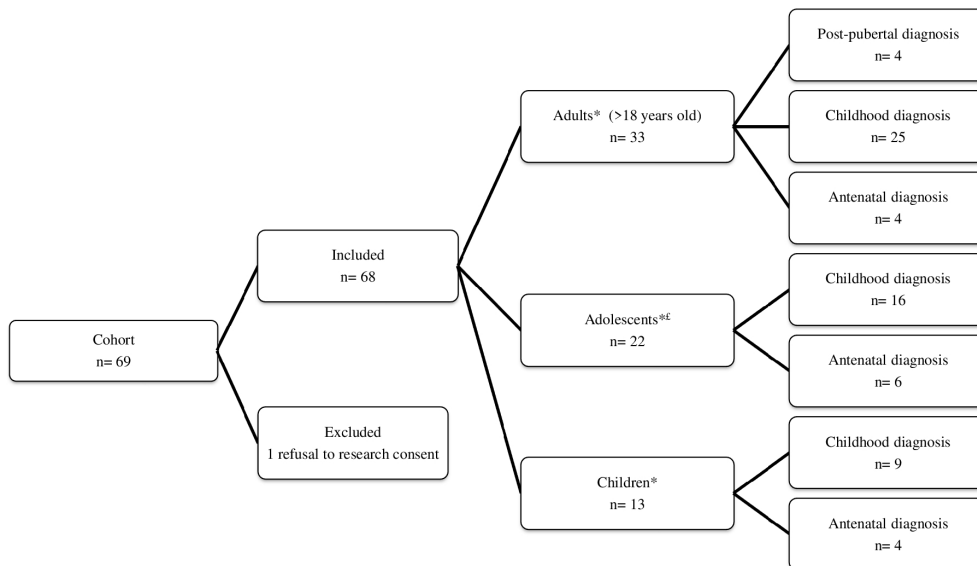 Cohort
n= 69
Included
n= 68
Excluded
1 refusal to research consent
Adults* (>18 years old)
n= 33
Adolescents*£
n= 22
Children*
n= 13
Post-pubertal diagnosis
n= 4
Childhood diagnosis
n= 25
Antenatal diagnosis
n= 4
Childhood diagnosis
n= 16
Antenatal diagnosis
n= 6
Childhood diagnosis
n= 9
Antenatal diagnosis
n= 4